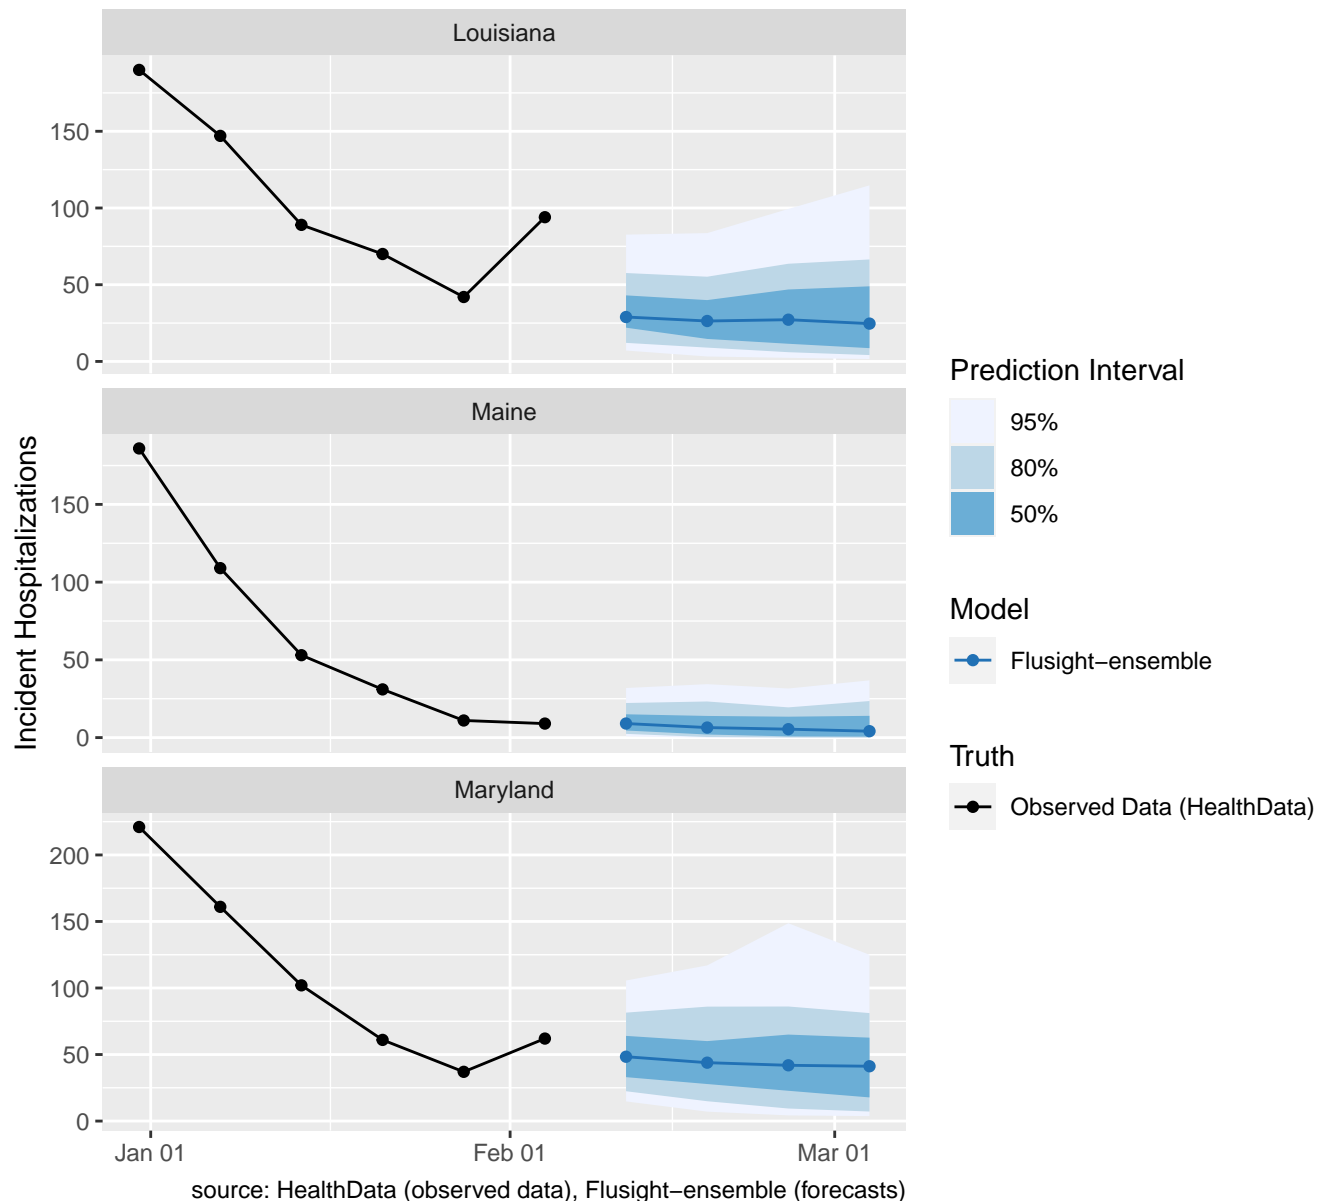 Louisiana
150
100
50
0
Maine
150
100
50
0
Maryland
200
150
100
50
0
Jan 01
Feb 01
Mar 01
Incident Hospitalizations
source: HealthData (observed data), Flusight−ensemble (forecasts)
Prediction Interval
95%
80%
50%
Model
Flusight−ensemble
Truth
Observed Data (HealthData)